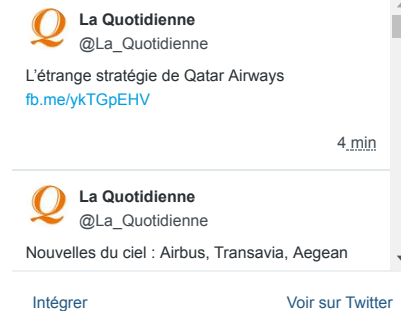 La Quotidienne
@La_Quotidienne
L'étrange stratégie de Qatar Airways
fb.me/ykTGpEHV
4 min
La Quotidienne
@La_Quotidienne
Nouvelles du ciel : Airbus, Transavia, Aegean
Intégrer
Voir sur Twitter